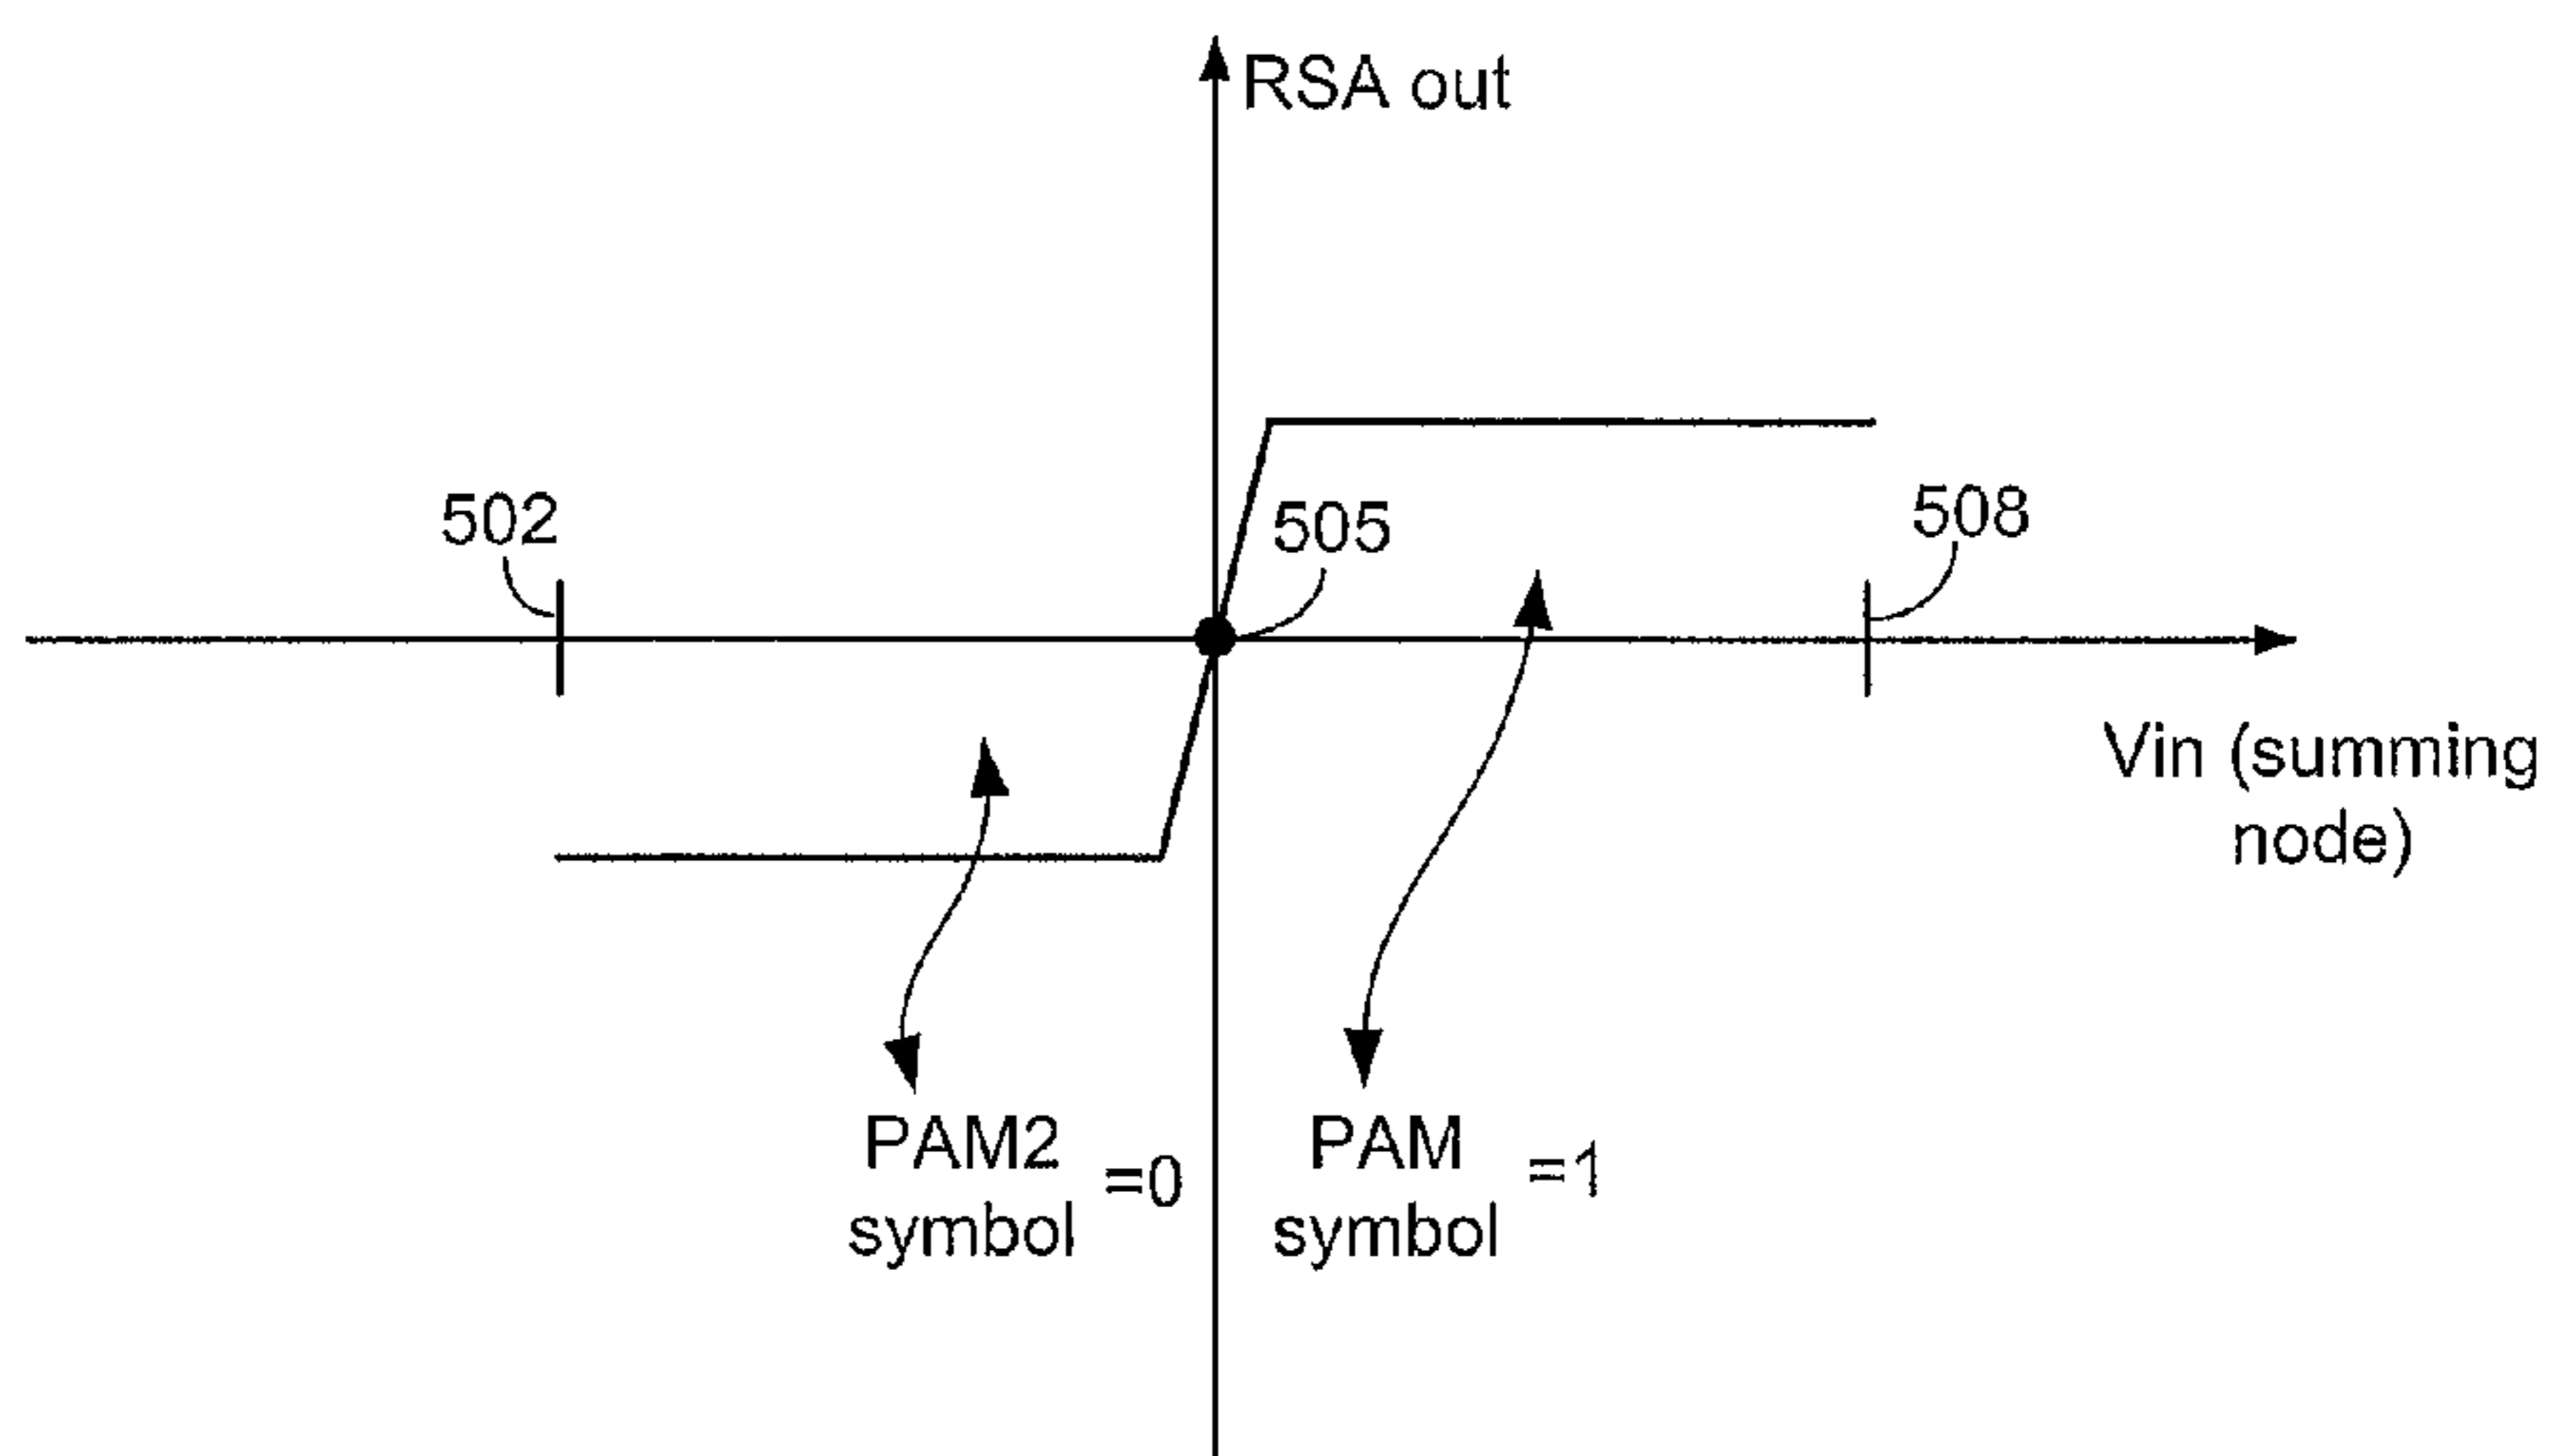 RSA out
502
505
508
Vin (summing
node)
PAM2
symbol
=0
PAM
symbol
=1